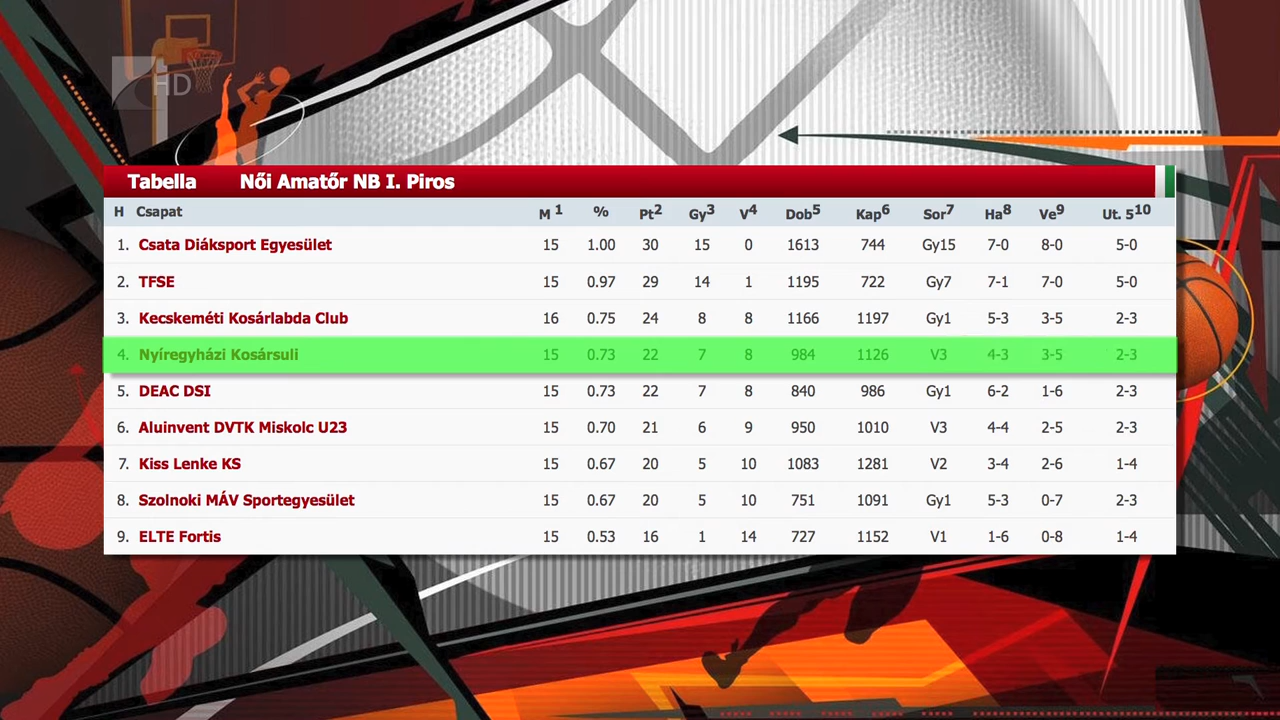 HD
Tabella Női Amatőr NB I. Piros
H Csapat M 1 % Pt2 Gy3 V4 Dob5 Kap6 Sor7 Ha8 Ve9 Ut. 510
1. Csata Diáksport Egyesület 15 1.00 30 15 0 1613 744 Gy15 7-0 8-0 5-0
2. TFSE 15 0.97 29 14 1 1195 722 Gy7 7-1 7-0 5-0
3. Kecskeméti Kosárlabda Club 16 0.75 24 8 8 1166 1197 Gy1 5-3 3-5 2-3
4. Nyíregyházi Kosársuli 15 0.73 22 7 8 984 1126 V3 4-3 3-5 2-3
5. DEAC DSI 15 0.73 22 7 8 840 986 Gy1 6-2 1-6 2-3
6. Aluinvent DVTK Miskolc U23 15 0.70 21 6 9 950 1010 V3 4-4 2-5 2-3
7. Kiss Lenke KS 15 0.67 20 5 10 1083 1281 V2 3-4 2-6 1-4
8. Szolnoki MÁV Sportegyesület 15 0.67 20 5 10 751 1091 Gy1 5-3 0-7 2-3
9. ELTE Fortis 15 0.53 16 1 14 727 1152 V1 1-6 0-8 1-4